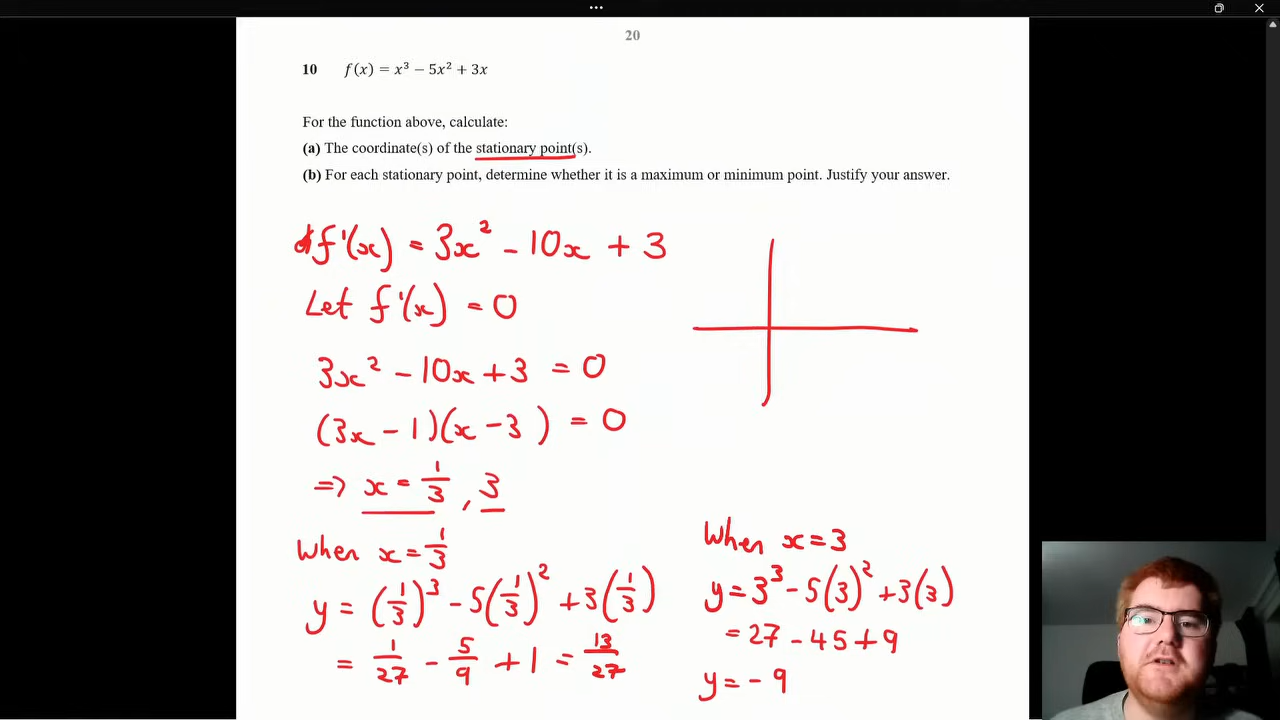 20
10 f(x) = x³ − 5x² + 3x
For the function above, calculate:
(a) The coordinate(s) of the stationary point(s).
(b) For each stationary point, determine whether it is a maximum or minimum point. Justify your answer.
f'(x) = 3x² - 10x + 3
Let f'(x) = 0
3x² - 10x + 3 = 0
(3x - 1)(x - 3) = 0
=> x = 1/3, 3
When x = 1/3
y = (1/3)³ - 5(1/3)² + 3(1/3)
= 1/27 - 5/9 + 1 = 13/27
When x = 3
y = 3³ - 5(3)² + 3(3)
= 27 - 45 + 9
y = - 9